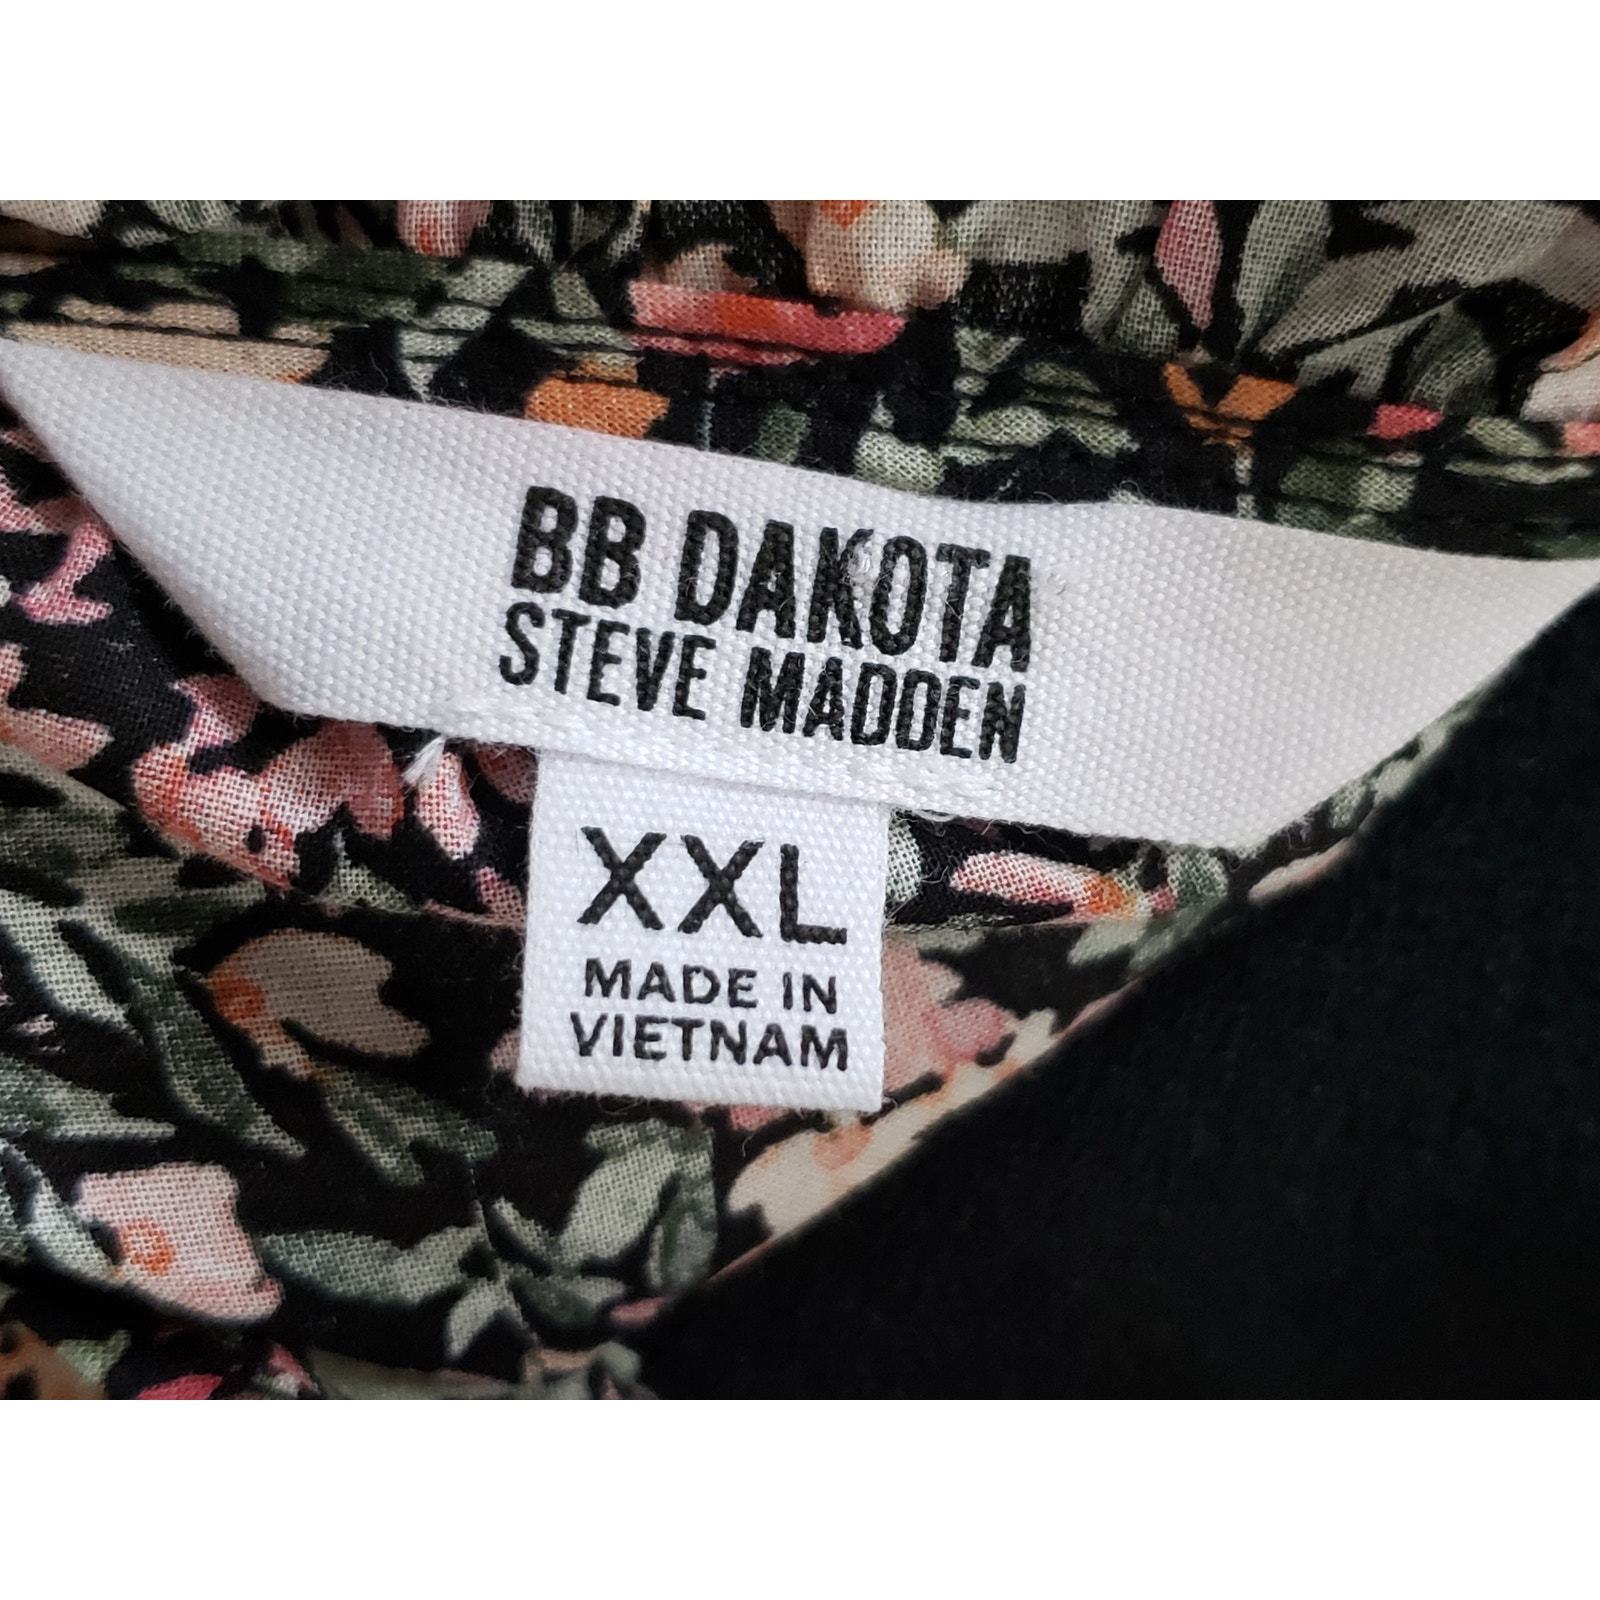 BB DAKOTA
STEVE MADDEN
XXL
MADE IN
VIETNAM